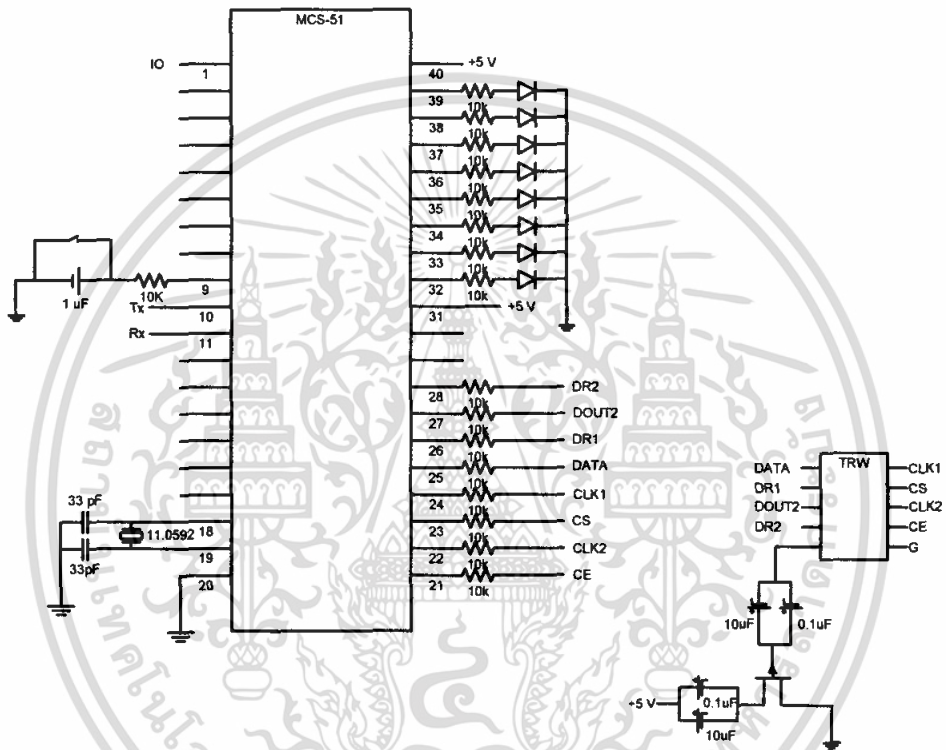 MCS-51
IO
1
40
+5 V
39
10k
38
10k
37
10k
36
10k
35
10k
34
10k
33
10k
9
32
10k
1 uF
10K
Tx
10
31
+5 V
Rx
11
28
10k
DR2
27
10k
DOUT2
26
10k
DR1
25
10k
DATA
24
10k
CLK1
33 pF
18
11.0592
23
10k
CS
33pF
19
22
10k
CLK2
20
21
10k
CE
TRW
DATA
CLK1
DR1
CS
DOUT2
CLK2
DR2
CE
G
10uF
0.1uF
+5 V
0.1uF
10uF